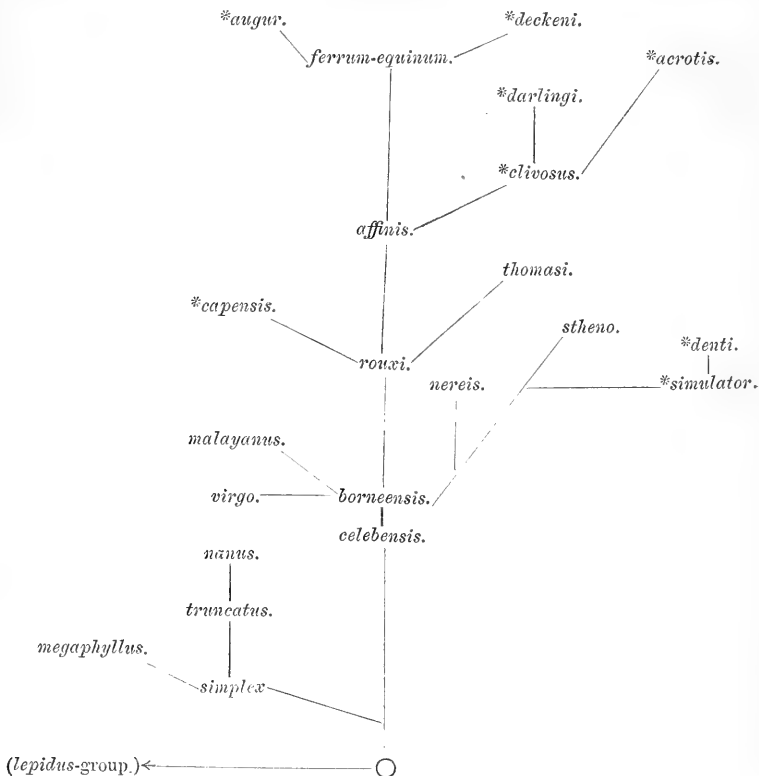 *augur.
*deckeni.
ferrum-equinum.
*acrotis.
*darlingi.
*clivosus.
affinis.
thomasi.
*capensis.
stheno.
*denti.
rouxi.
nereis.
*simulator.
malayanus.
virgo.
borneensis.
celebensis.
nanus.
truncatus.
megaphyllus.
simplex
(lepidus-group.)